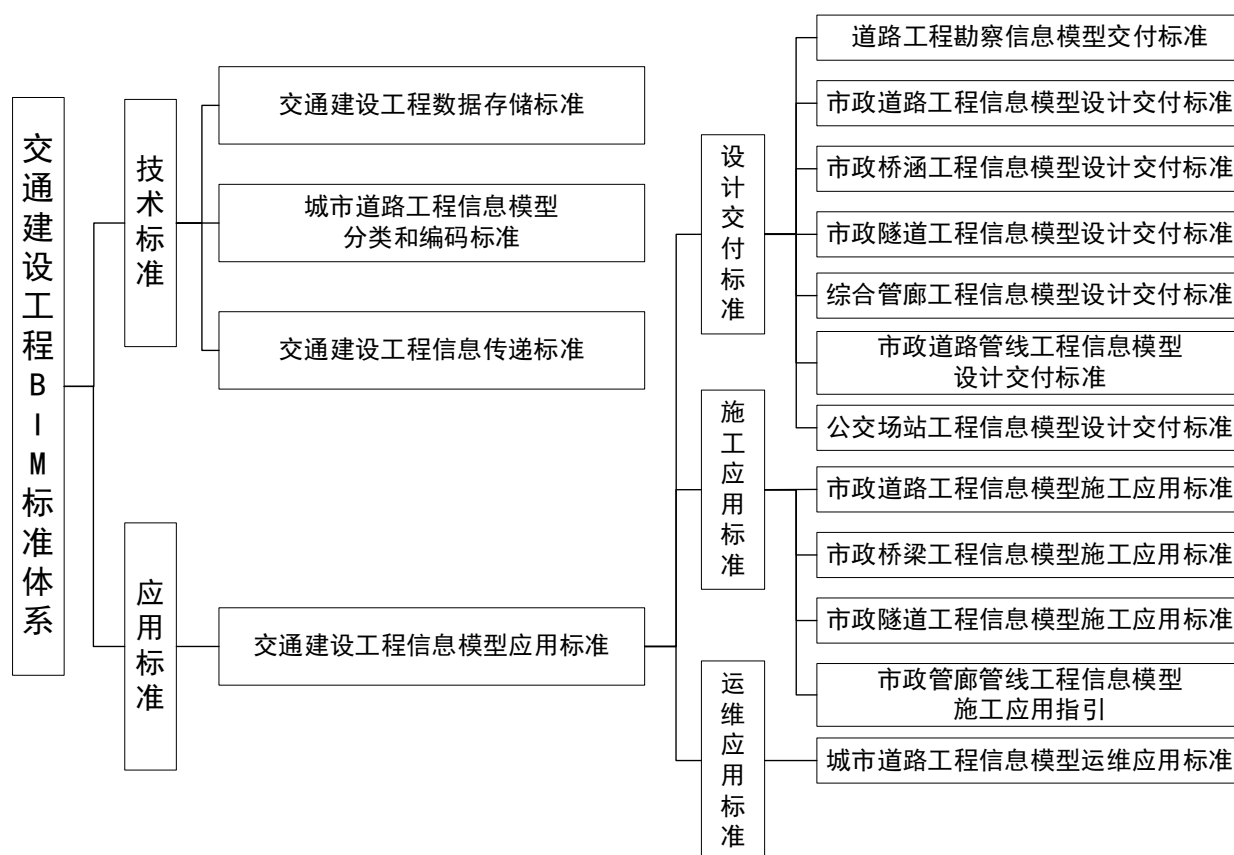 交通建设工程BIM标准体系
技术标准
交通建设工程数据存储标准
城市道路工程信息模型
分类和编码标准
交通建设工程信息传递标准
应用标准
交通建设工程信息模型应用标准
设计交付标准
道路工程勘察信息模型交付标准
市政道路工程信息模型设计交付标准
市政桥涵工程信息模型设计交付标准
市政隧道工程信息模型设计交付标准
综合管廊工程信息模型设计交付标准
市政道路管线工程信息模型
设计交付标准
公交场站工程信息模型设计交付标准
施工应用标准
市政道路工程信息模型施工应用标准
市政桥梁工程信息模型施工应用标准
市政隧道工程信息模型施工应用标准
市政管廊管线工程信息模型
施工应用指引
运维应用标准
城市道路工程信息模型运维应用标准